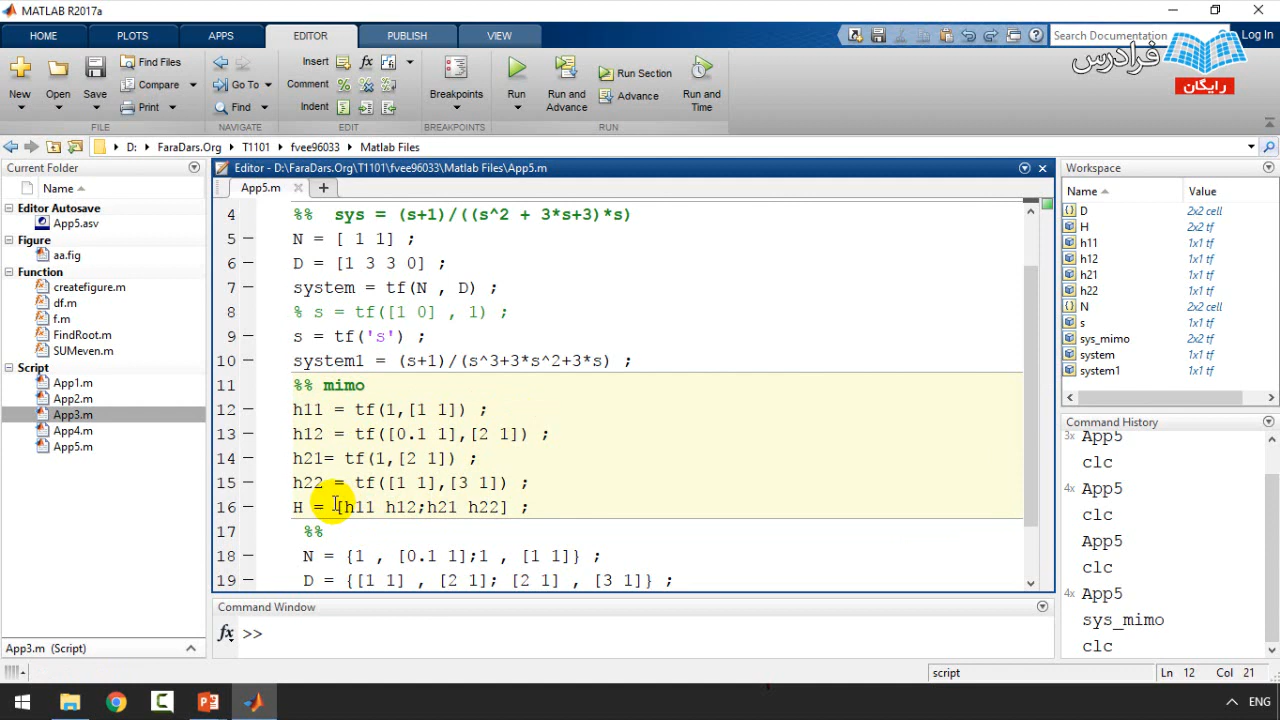 MATLAB R2017a
HOME PLOTS APPS EDITOR PUBLISH VIEW Search Documentation Log In
فرادرس
رایگان
New Open Save Find Files Compare Print
Go To Find
Insert Comment Indent
Breakpoints Run Run and Advance Run Section Advance Run and Time
FILE NAVIGATE EDIT BREAKPOINTS RUN
D: FaraDars.Org T1101 fvee96033 Matlab Files
Current Folder
Name
Editor Autosave
App5.asv
Figure
aa.fig
Function
createfigure.m
df.m
f.m
FindRoot.m
SUMeven.m
Script
App1.m
App2.m
App3.m
App4.m
App5.m
App3.m (Script)
Editor - D:\FaraDars.Org\T1101\fvee96033\Matlab Files\App5.m
App5.m
4 %% sys = (s+1)/((s^2 + 3*s+3)*s)
5 N = [ 1 1] ;
6 D = [1 3 3 0] ;
7 system = tf(N , D) ;
8 % s = tf([1 0] , 1) ;
9 s = tf('s') ;
10 system1 = (s+1)/(s^3+3*s^2+3*s) ;
11 %% mimo
12 h11 = tf(1,[1 1]) ;
13 h12 = tf([0.1 1],[2 1]) ;
14 h21= tf(1,[2 1]) ;
15 h22 = tf([1 1],[3 1]) ;
16 H = [h11 h12;h21 h22] ;
17 %%
18 N = {1 , [0.1 1];1 , [1 1]} ;
19 D = {[1 1] , [2 1]; [2 1] , [3 1]} ;
Command Window
fx >>
Workspace
Name Value
D 2x2 cell
H 2x2 tf
h11 1x1 tf
h12 1x1 tf
h21 1x1 tf
h22 1x1 tf
N 2x2 cell
s 1x1 tf
sys_mimo 2x2 tf
system 1x1 tf
system1 1x1 tf
Command History
3x App5
clc
4x App5
clc
App5
clc
4x App5
sys_mimo
clc
script Ln 12 Col 21
ENG